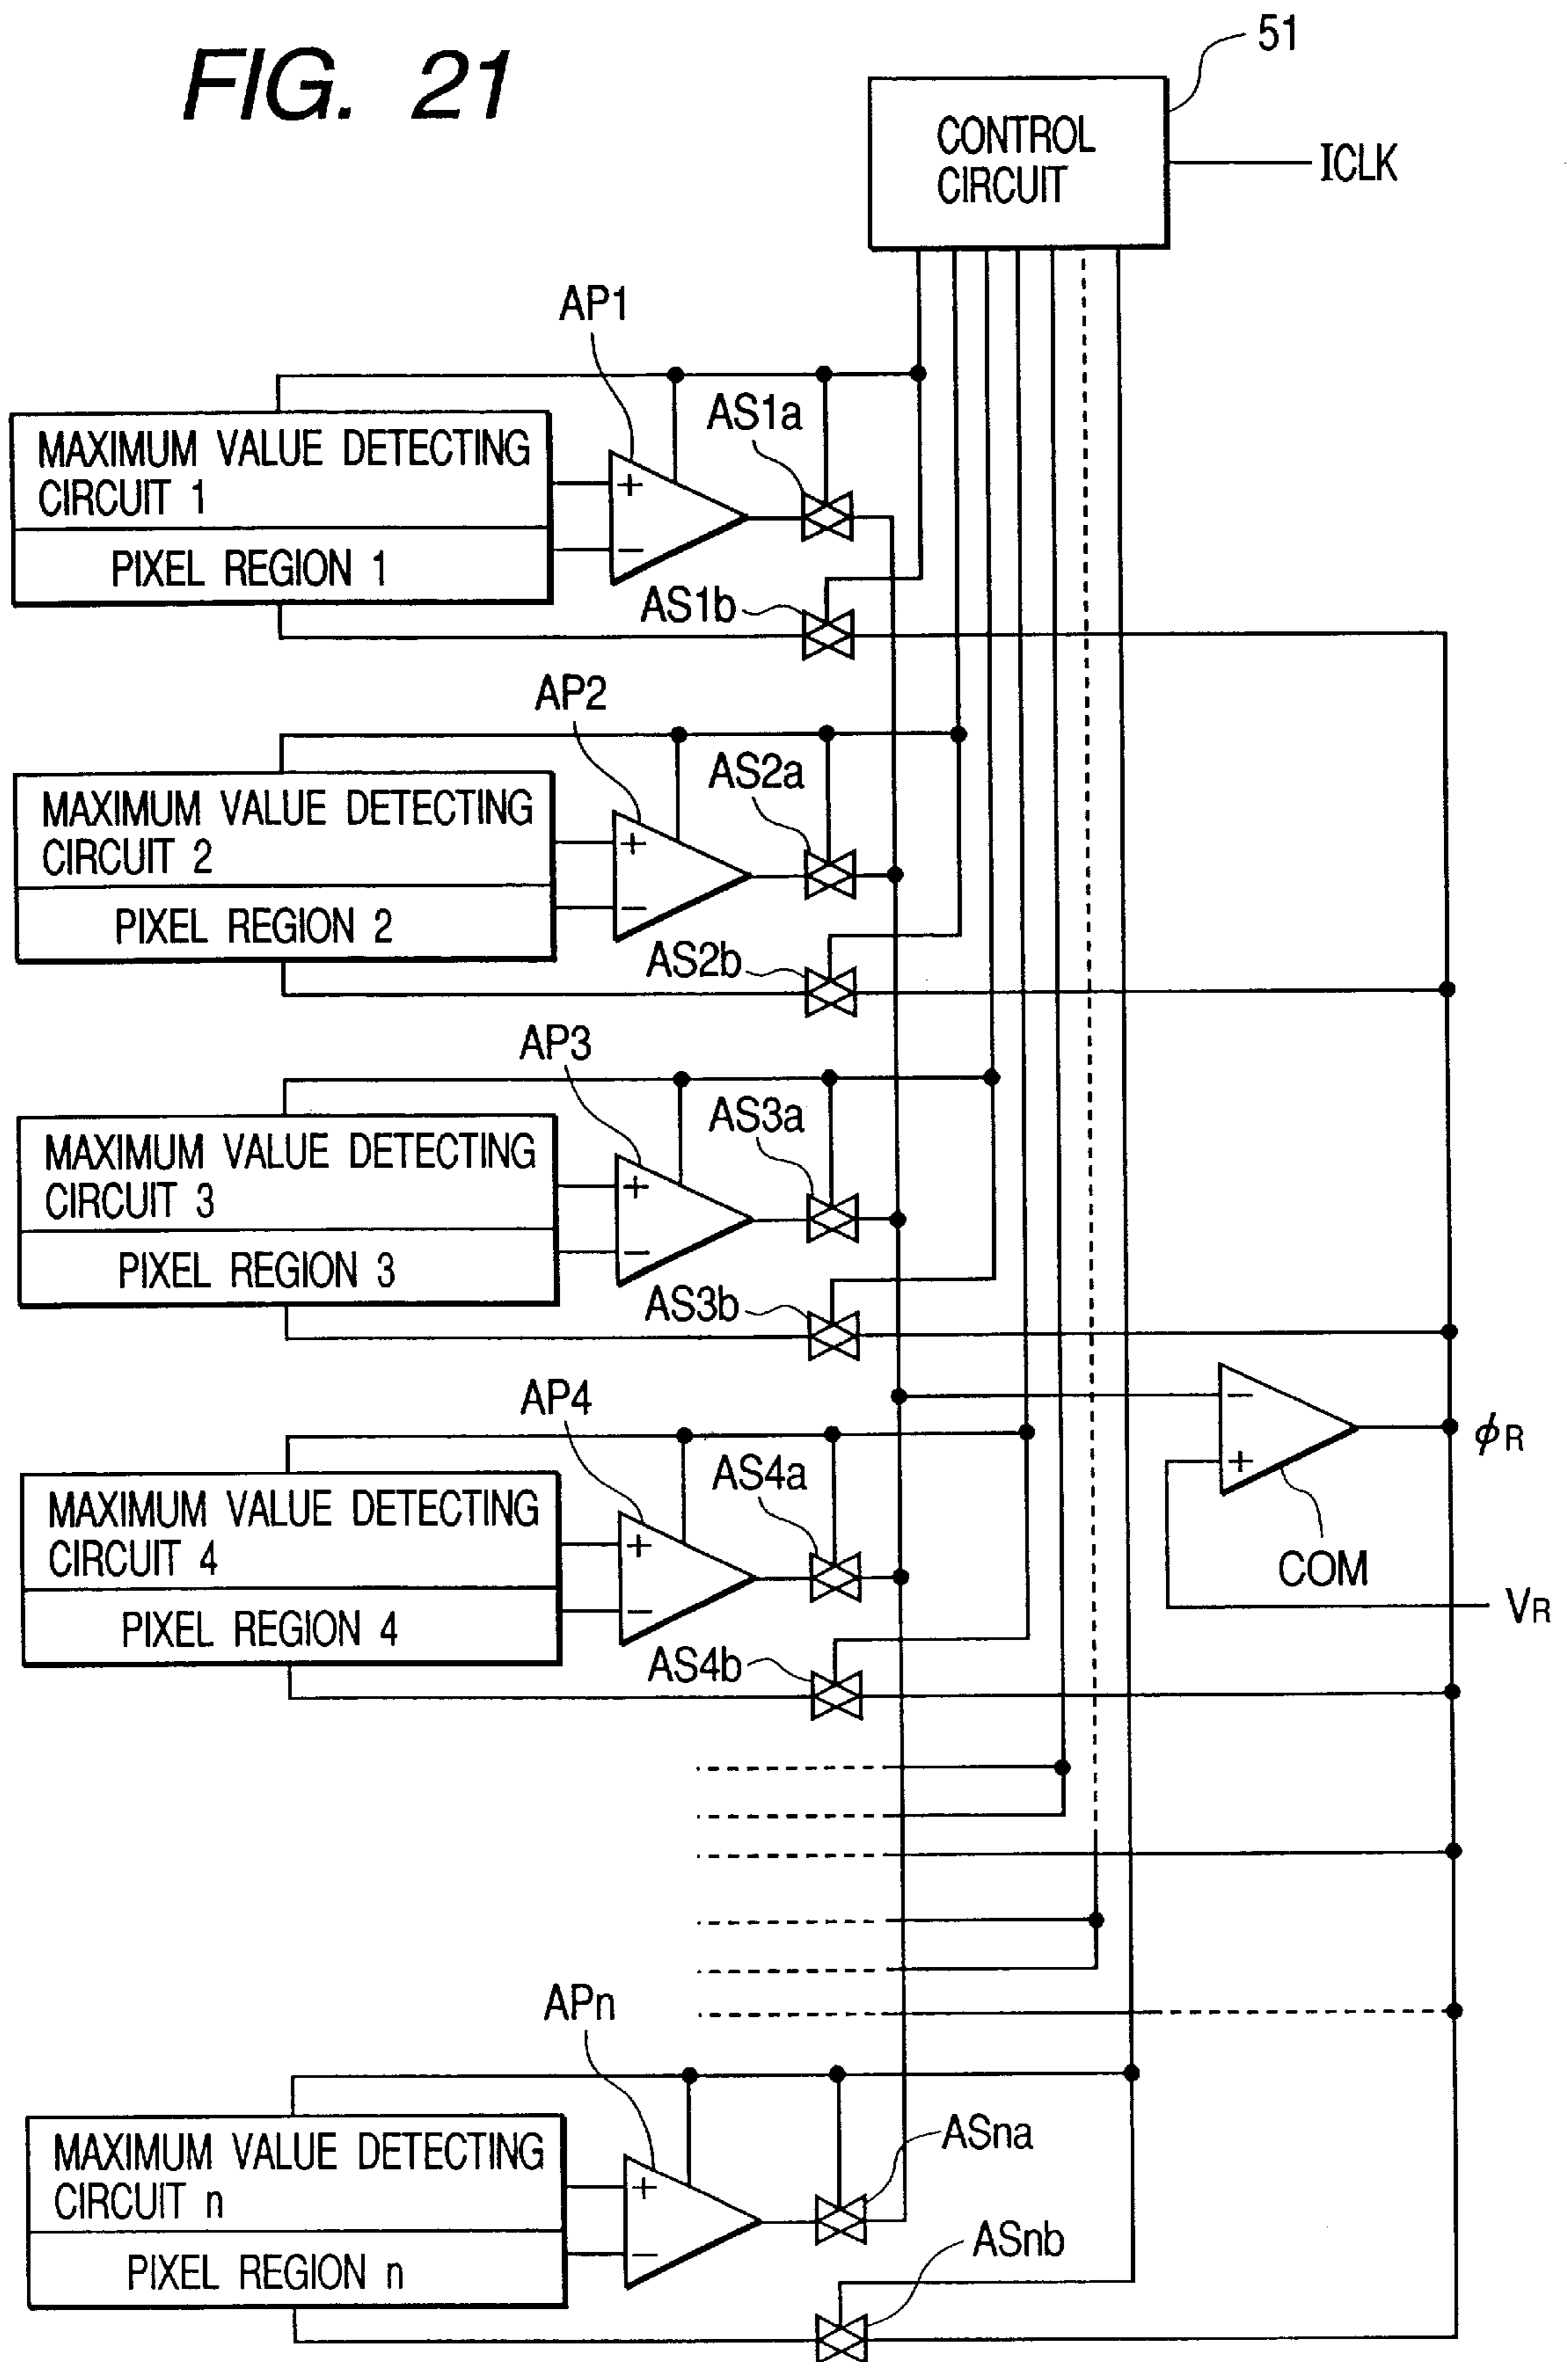 FIG. 21
51
CONTROL
CIRCUIT
ICLK
AP1
AS1a
MAXIMUM VALUE DETECTING
CIRCUIT 1
+
−
PIXEL REGION 1
AS1b
AP2
AS2a
MAXIMUM VALUE DETECTING
CIRCUIT 2
+
−
PIXEL REGION 2
AS2b
AP3
AS3a
MAXIMUM VALUE DETECTING
CIRCUIT 3
+
−
PIXEL REGION 3
AS3b
AP4
−
ϕR
+
AS4a
MAXIMUM VALUE DETECTING
CIRCUIT 4
+
−
COM
VR
PIXEL REGION 4
AS4b
APn
ASna
MAXIMUM VALUE DETECTING
CIRCUIT n
+
−
PIXEL REGION n
ASnb